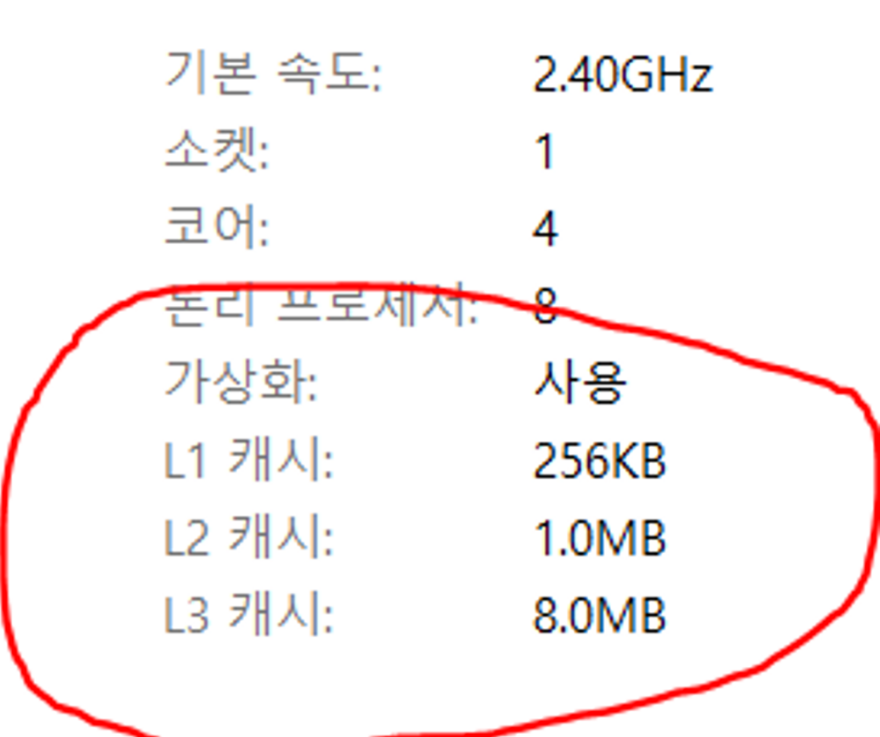 기본 속도: 2.40GHz
소켓: 1
코어: 4
논리 프로세서: 8
가상화: 사용
L1 캐시: 256KB
L2 캐시: 1.0MB
L3 캐시: 8.0MB